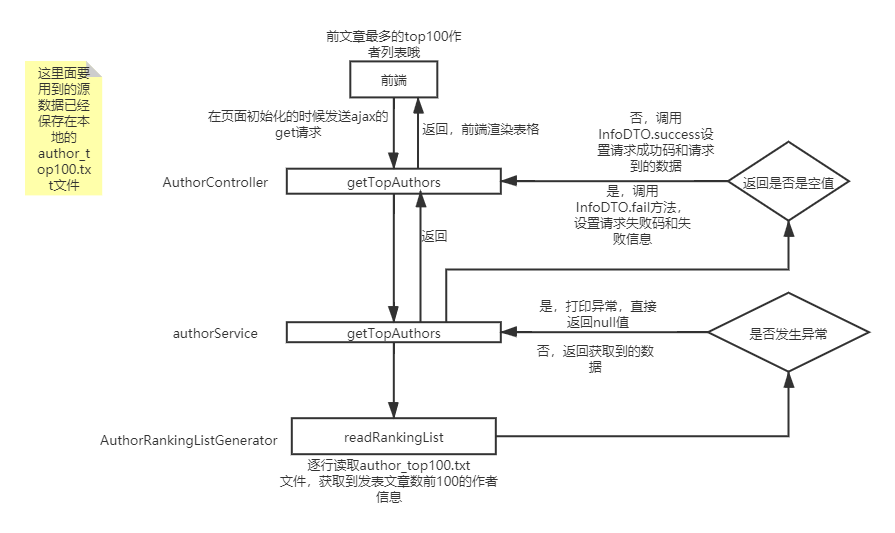 前文章最多的top100作
者列表哦
这里面要
用到的源
数据已经
保存在本
地的
author_t
op100.tx
t文件
前端
在页面初始化的时候发送ajax的
get请求
返回，前端渲染表格
否，调用
InfoDTO.success设
置请求成功码和请求
到的数据
AuthorController
getTopAuthors
返回是否是空值
是，调用
InfoDTO.fail方法，
设置请求失败码和失
败信息
返回
是，打印异常，直接
返回null值
authorService
getTopAuthors
是否发生异常
否，返回获取到的数
据
AuthorRankingListGenerator
readRankingList
逐行读取author_top100.txt
文件，获取到发表文章数前100的作者
信息